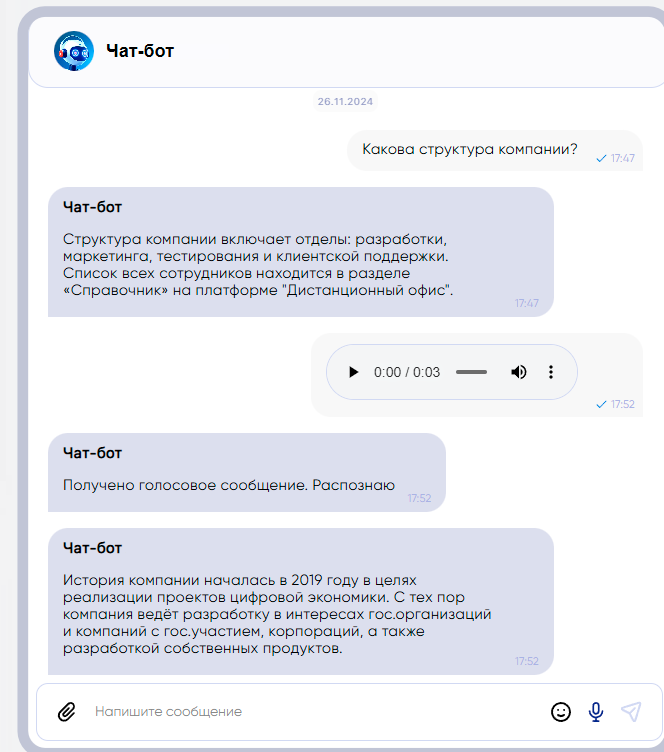 Чат-бот
26.11.2024
Какова структура компании?
17:47
Чат-бот
Структура компании включает отделы: разработки,
маркетинга, тестирования и клиентской поддержки.
Список всех сотрудников находится в разделе
«Справочник» на платформе "Дистанционный офис".
17:47
0:00 / 0:03
17:52
Чат-бот
Получено голосовое сообщение. Распознаю
17:52
Чат-бот
История компании началась в 2019 году в целях
реализации проектов цифровой экономики. С тех пор
компания ведёт разработку в интересах гос.организаций
и компаний с гос.участием, корпораций, а также
разработкой собственных продуктов.
17:52
Напишите сообщение